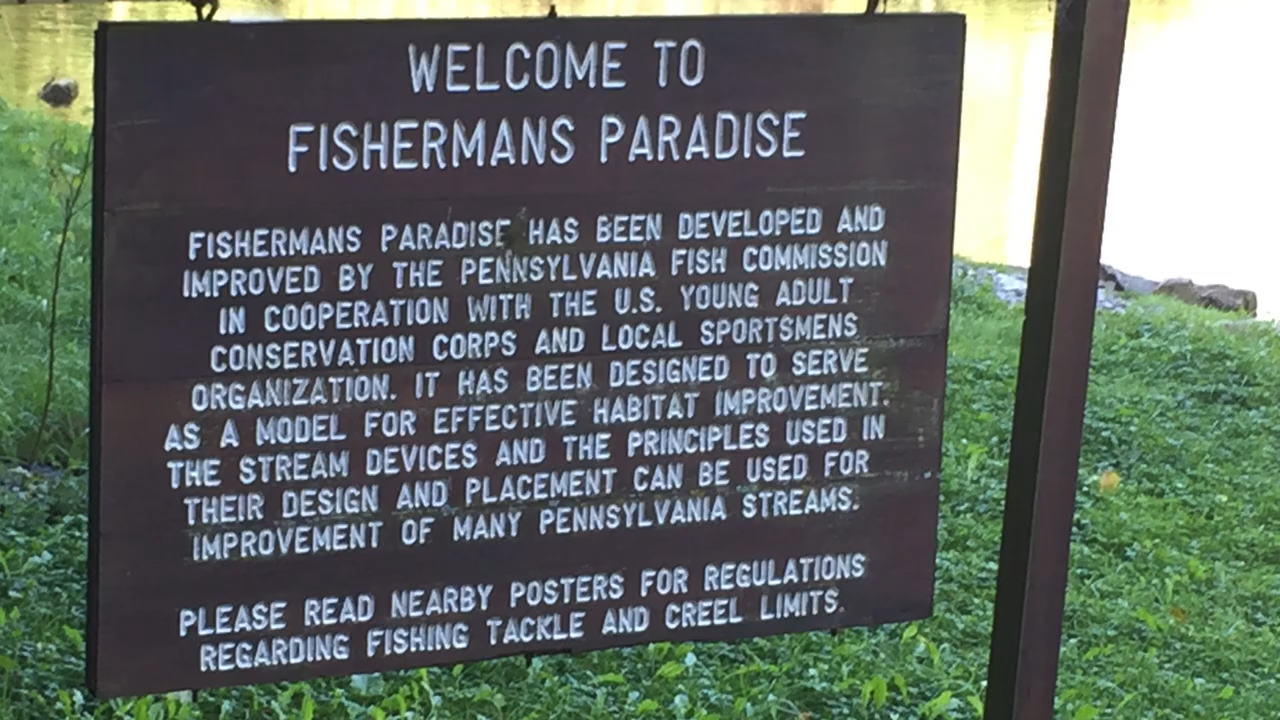 WELCOME TO
FISHERMANS PARADISE
FISHERMANS PARADISE HAS BEEN DEVELOPED AND
IMPROVED BY THE PENNSYLVANIA FISH COMMISSION
IN COOPERATION WITH THE U.S. YOUNG ADULT
CONSERVATION CORPS AND LOCAL SPORTSMENS
ORGANIZATION. IT HAS BEEN DESIGNED TO SERVE
AS A MODEL FOR EFFECTIVE HABITAT IMPROVEMENT.
THE STREAM DEVICES AND THE PRINCIPLES USED IN
THEIR DESIGN AND PLACEMENT CAN BE USED FOR
IMPROVEMENT OF MANY PENNSYLVANIA STREAMS.
PLEASE READ NEARBY POSTERS FOR REGULATIONS
REGARDING FISHING TACKLE AND CREEL LIMITS.